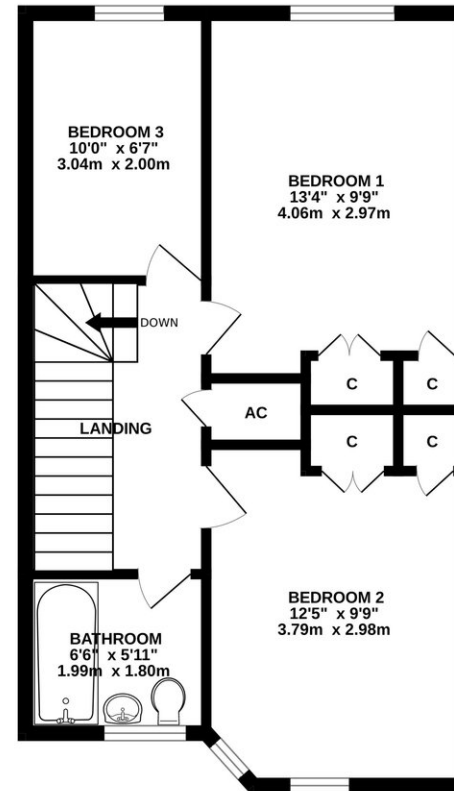 BEDROOM 3
10'0" x 6'7"
3.04m x 2.00m
BEDROOM 1
13'4" x 9'9"
4.06m x 2.97m
DOWN
C
C
AC
LANDING
C
C
BEDROOM 2
12'5" x 9'9"
3.79m x 2.98m
BATHROOM
6'6" x 5'11"
1.99m x 1.80m